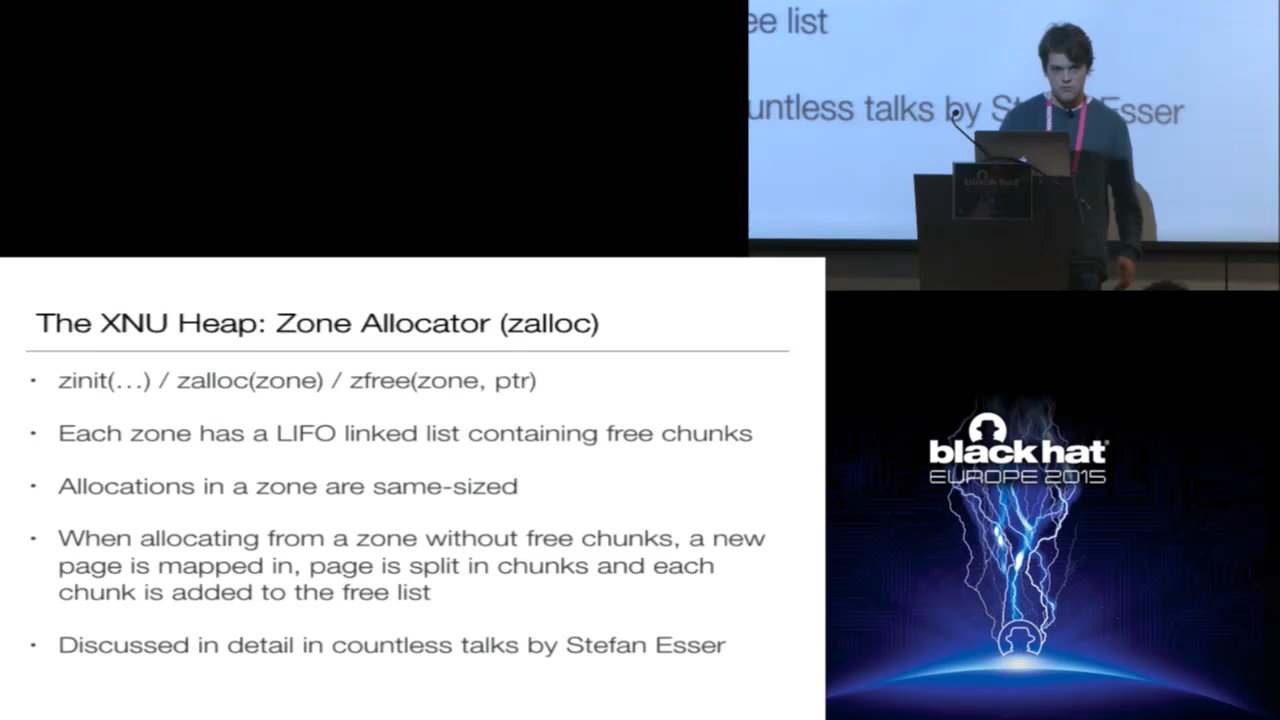 ee list
untless talks by St Esser
black hat
The XNU Heap: Zone Allocator (zalloc)
· zinit(…) / zalloc(zone) / zfree(zone, ptr)
· Each zone has a LIFO linked list containing free chunks
· Allocations in a zone are same-sized
· When allocating from a zone without free chunks, a new
page is mapped in, page is split in chunks and each
chunk is added to the free list
· Discussed in detail in countless talks by Stefan Esser
black hat®
EUROPE 2015